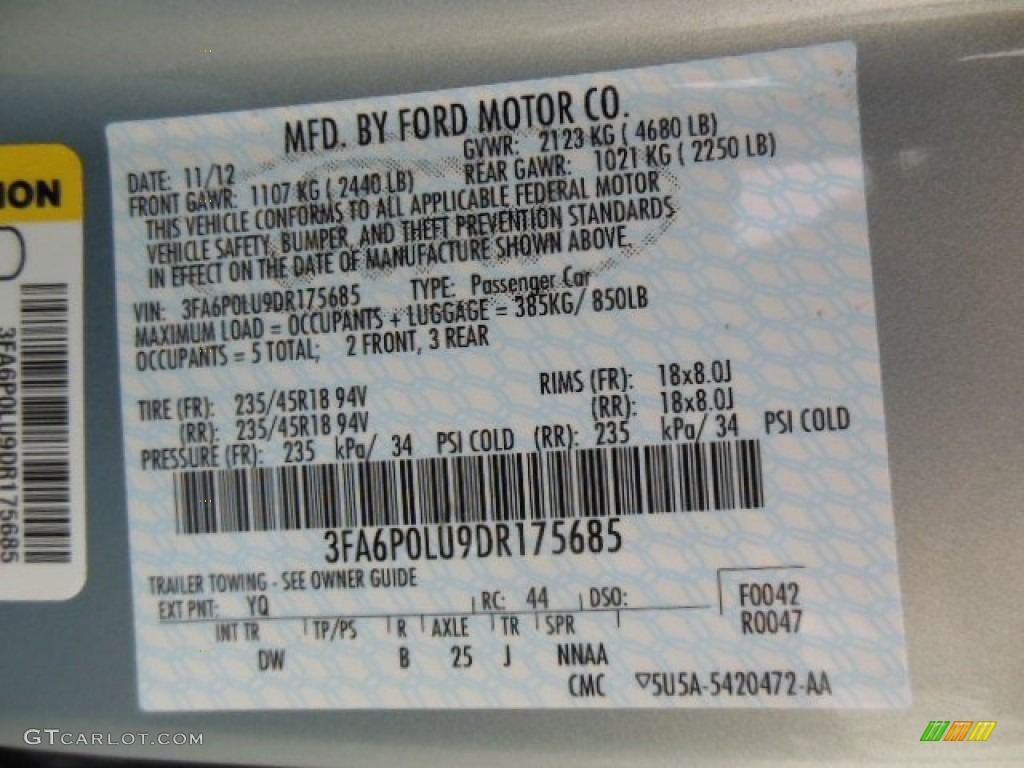 MFD. BY FORD MOTOR CO.
DATE: 11/12 GVWR: 2123 KG ( 4680 LB)
FRONT GAWR: 1107 KG ( 2440 LB) REAR GAWR: 1021 KG ( 2250 LB)
THIS VEHICLE CONFORMS TO ALL APPLICABLE FEDERAL MOTOR
VEHICLE SAFETY, BUMPER, AND THEFT PREVENTION STANDARDS
IN EFFECT ON THE DATE OF MANUFACTURE SHOWN ABOVE.
VIN: 3FA6P0LU9DR175685 TYPE: Passenger Car
MAXIMUM LOAD = OCCUPANTS + LUGGAGE = 385KG/ 850LB
OCCUPANTS = 5 TOTAL; 2 FRONT, 3 REAR
TIRE (FR): 235/45R18 94V RIMS (FR): 18x8.0J
(RR): 235/45R18 94V (RR): 18x8.0J
PRESSURE (FR): 235 kPa/ 34 PSI COLD (RR): 235 kPa/ 34 PSI COLD
3FA6P0LU9DR175685
TRAILER TOWING - SEE OWNER GUIDE
EXT PNT: YQ RC: 44 DSO: F0042
R0047
INT TR TP/PS R AXLE TR SPR
DW B 25 J NNAA
CMC 5U5A-5420472-AA
ION
3FA6P0LU9DR175685
GTCARLOT.COM